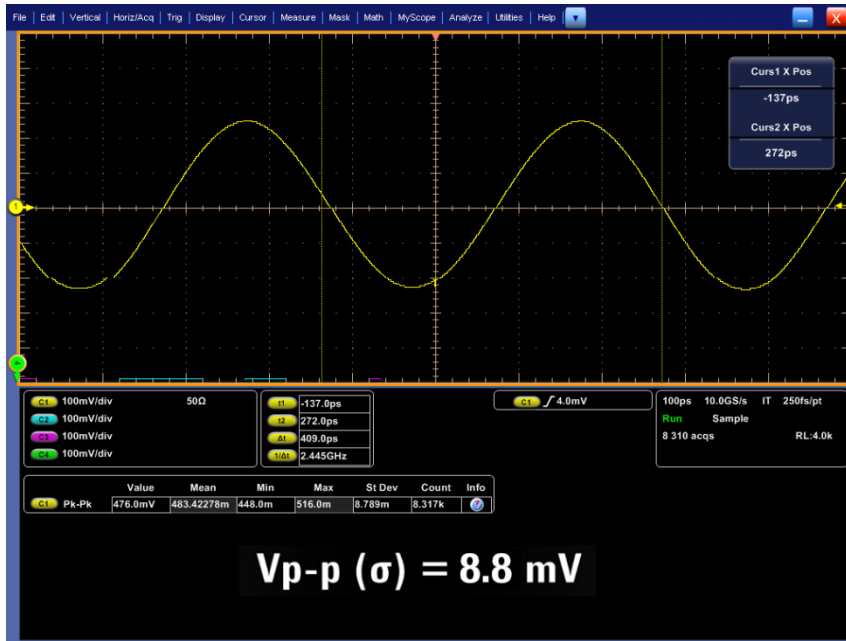 File Edit Vertical Horiz/Acq Trig Display Cursor Measure Mask Math MyScope Analyze Utilities Help X
Curs1 X Pos
-137ps
Curs2 X Pos
272ps
1
C1 100mV/div 50Ω
C2 100mV/div
C3 100mV/div
C4 100mV/div
t1 -137.0ps
t2 272.0ps
Δt 409.0ps
1/Δt 2.445GHz
C1 4.0mV
100ps 10.0GS/s IT 250fs/pt
Run Sample
8 310 acqs RL:4.0k
Value Mean Min Max St Dev Count Info
C1 Pk-Pk 476.0mV 483.42278m 448.0m 516.0m 8.789m 8.317k
Vp-p (σ) = 8.8 mV